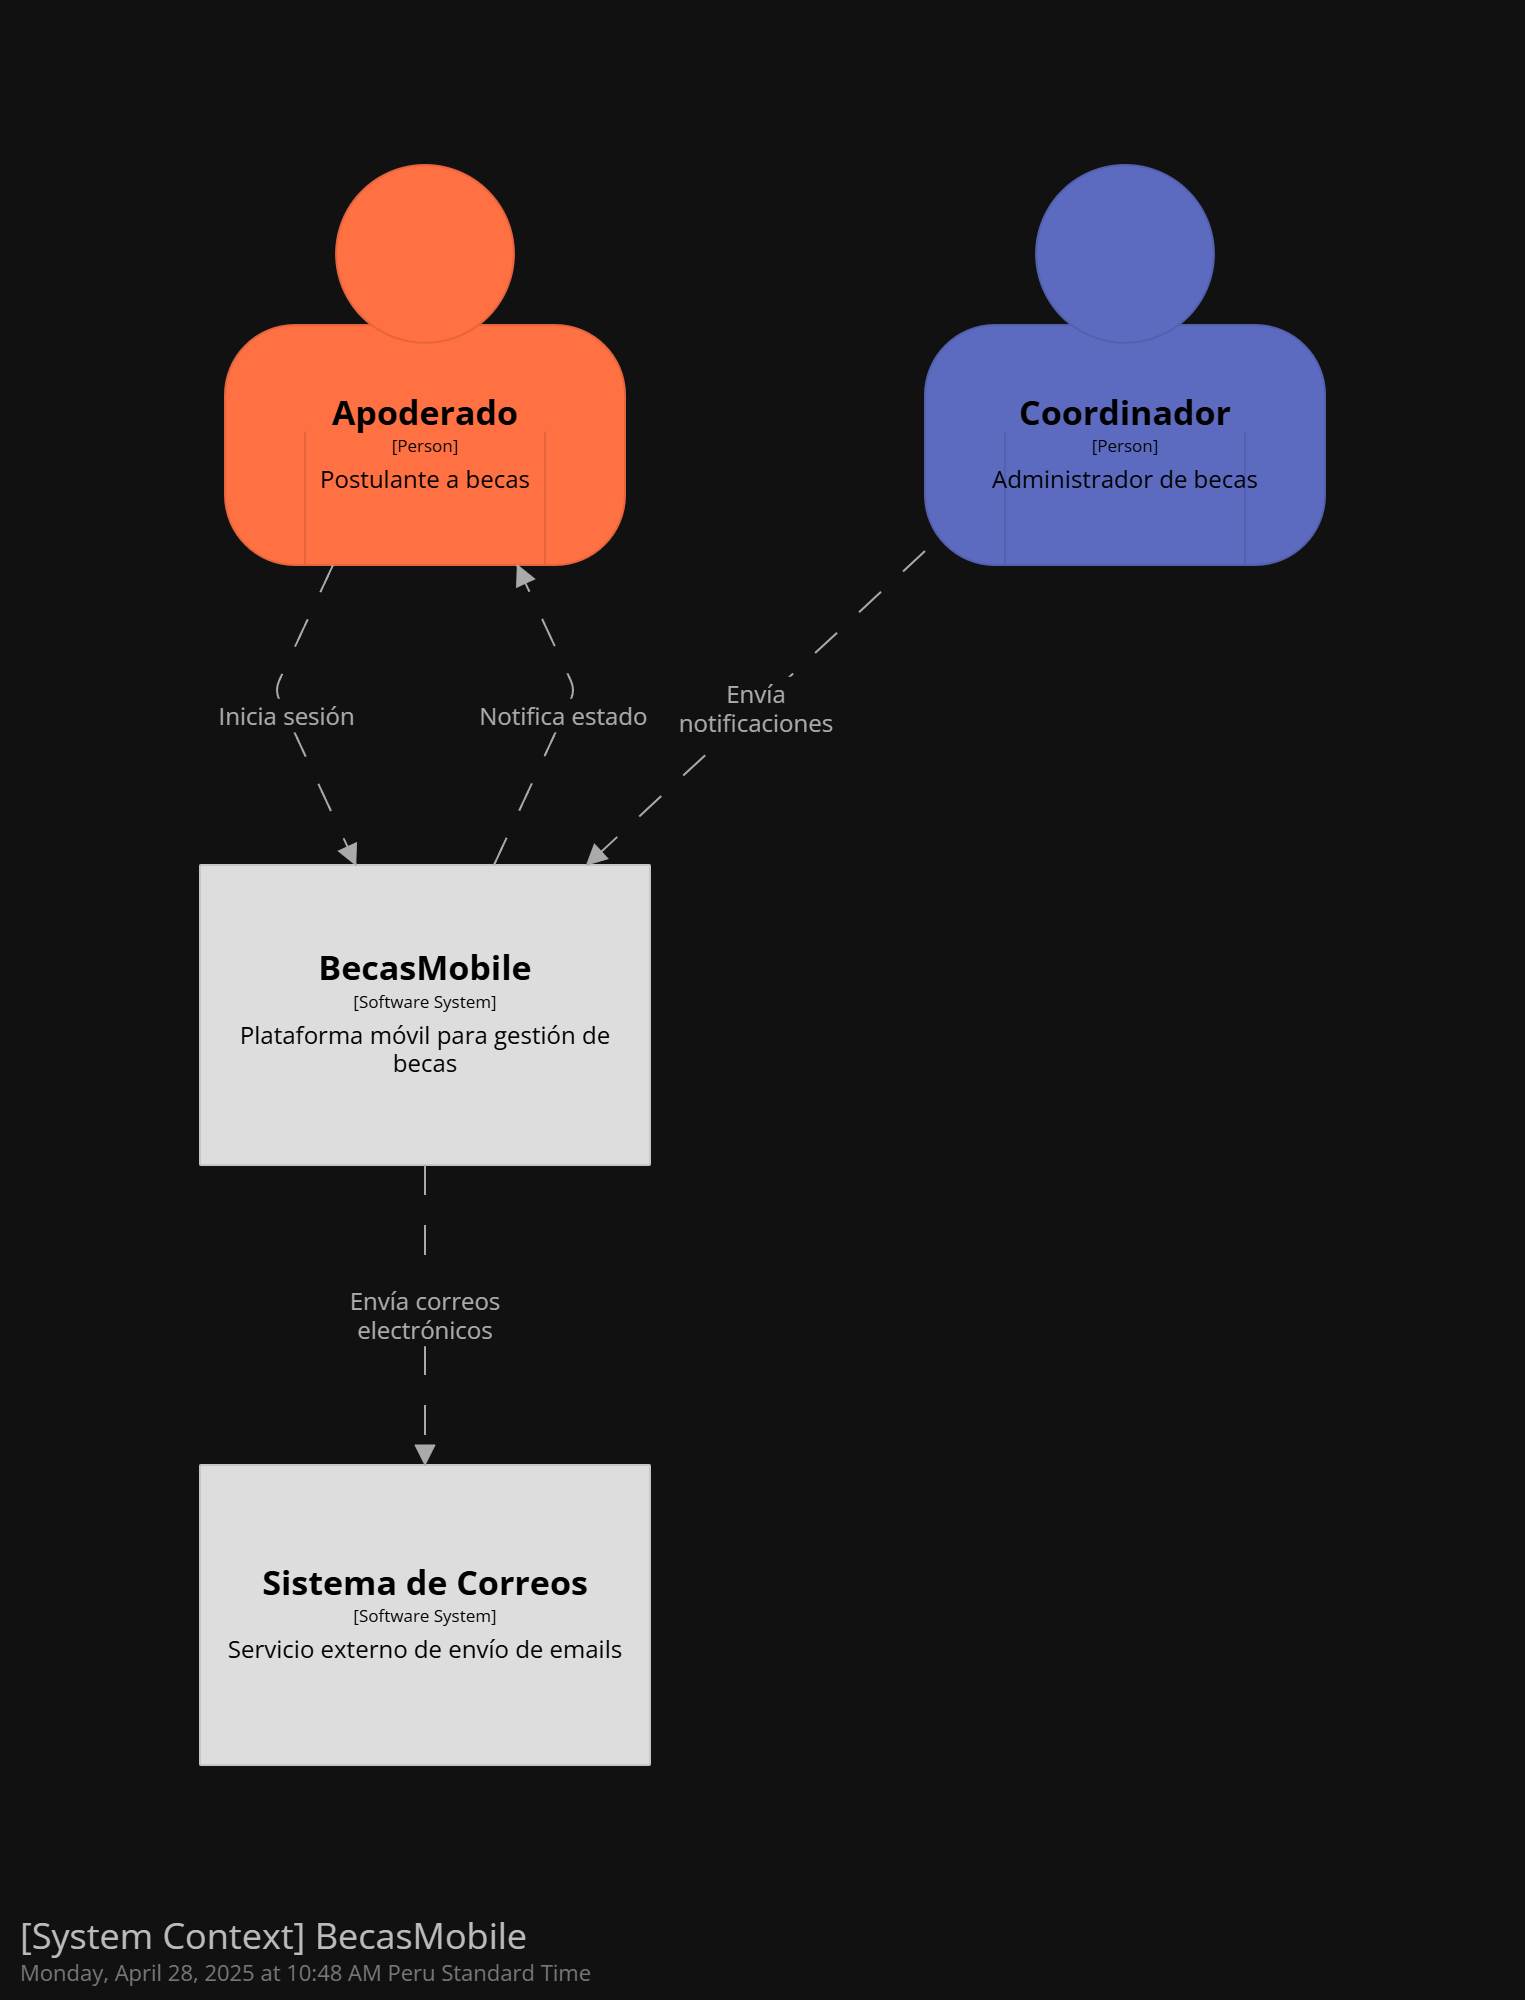 Apoderado
[Person]
Postulante a becas
Coordinador
[Person]
Administrador de becas
Inicia sesión
Notifica estado
Envía
notificaciones
BecasMobile
[Software System]
Plataforma móvil para gestión de
becas
Envía correos
electrónicos
Sistema de Correos
[Software System]
Servicio externo de envío de emails
[System Context] BecasMobile
Monday, April 28, 2025 at 10:48 AM Peru Standard Time